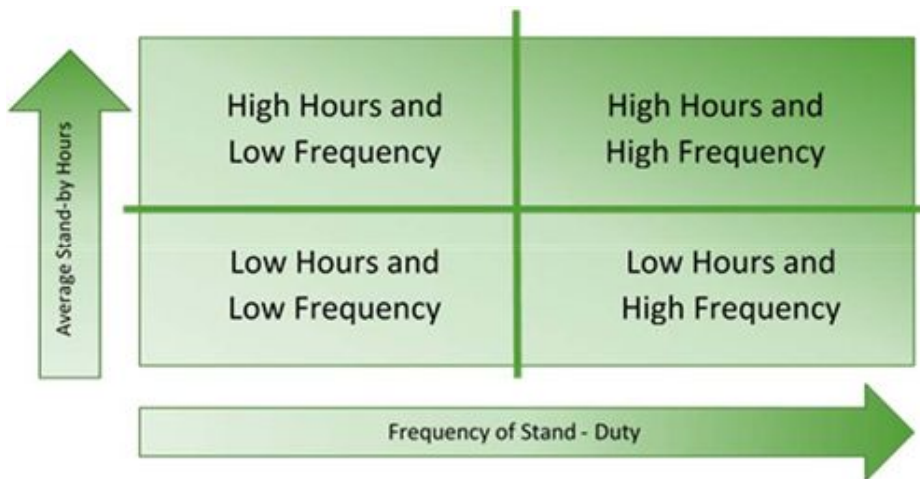 High Hours and
Low Frequency
High Hours and
High Frequency
Average Stand-by Hours
Low Hours and
Low Frequency
Low Hours and
High Frequency
Frequency of Stand - Duty